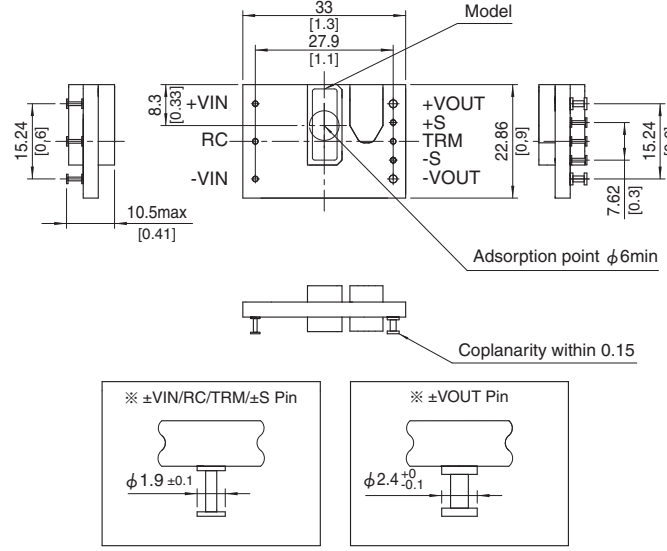 33
[1.3]
27.9
[1.1]
Model
8.3
[0.33]
+VIN
RC
-VIN
+VOUT
+S
TRM
-S
-VOUT
22.86
[0.9]
15.24
[0.6]
10.5max
[0.41]
15.24
7.62
[0.3]
Adsorption point φ6min
Coplanarity within 0.15
※ ±VIN/RC/TRM/±S Pin
φ1.9 ±0.1
※ ±VOUT Pin
φ2.4 +0 -0.1